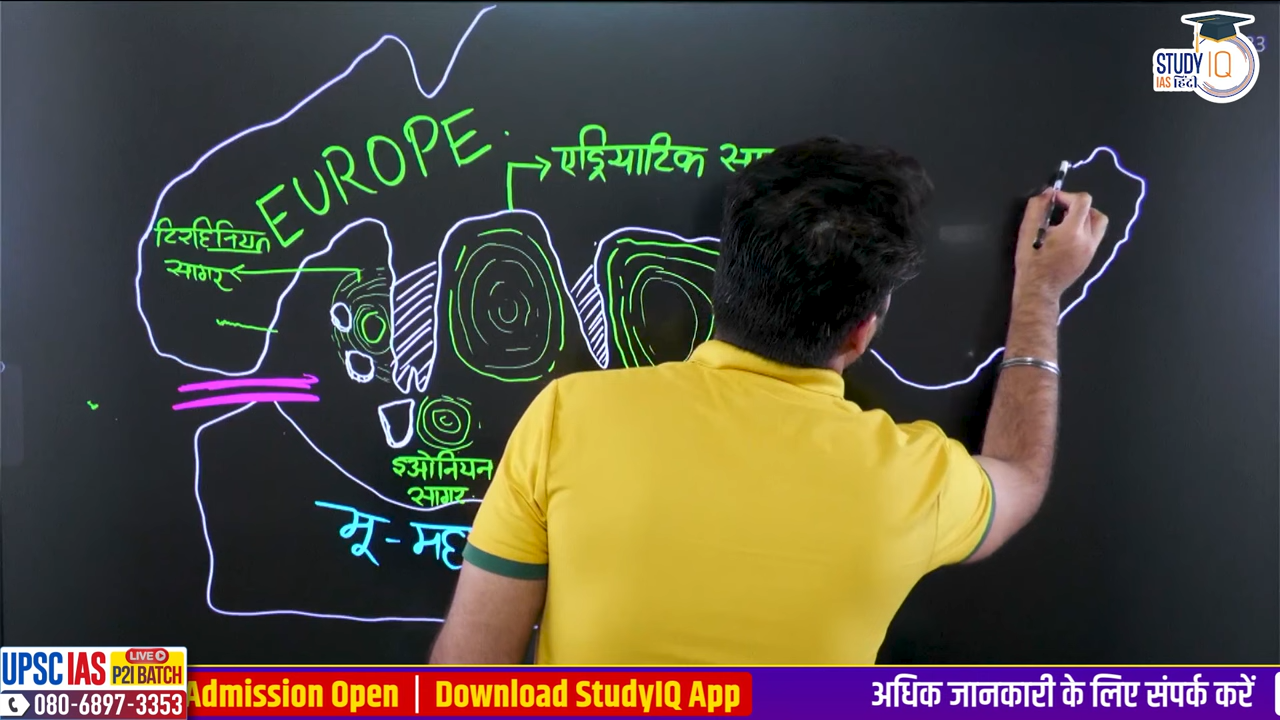 STUDY IQ
IAS हिंदी
EUROPE
एड्रियाटिक
टिरहिनियन
सागर
इओनियन
सागर
भू-
UPSC IAS
LIVE
P2I BATCH
080-6897-3353
Admission Open | Download StudyIQ App
अधिक जानकारी के लिए संपर्क करें